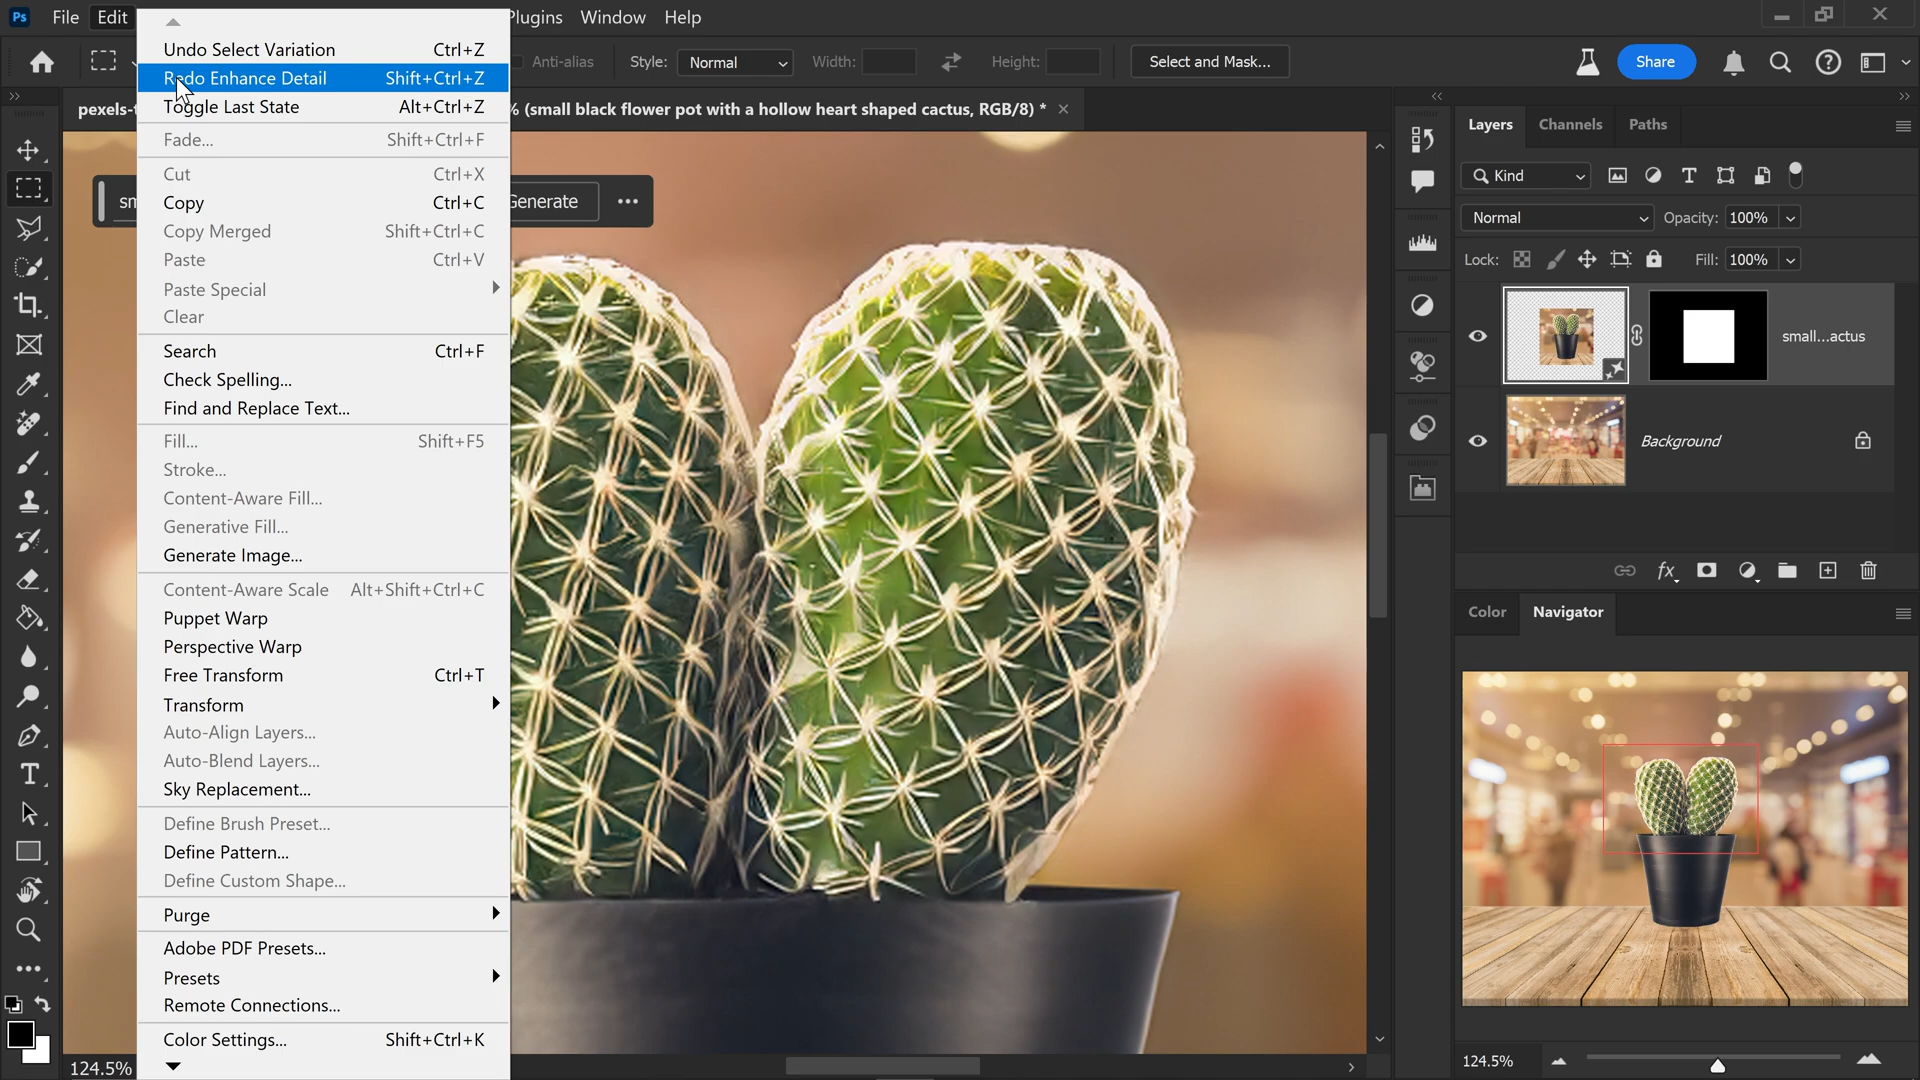 Ps File Edit Plugins Window Help
Anti-alias Style: Normal Width: Height: Select and Mask... Share
% (small black flower pot with a hollow heart shaped cactus, RGB/8) *
Undo Select Variation Ctrl+Z
Redo Enhance Detail Shift+Ctrl+Z
Toggle Last State Alt+Ctrl+Z
Fade... Shift+Ctrl+F
Cut Ctrl+X
Copy Ctrl+C
Copy Merged Shift+Ctrl+C
Paste Ctrl+V
Paste Special
Clear
Search Ctrl+F
Check Spelling...
Find and Replace Text...
Fill... Shift+F5
Stroke...
Content-Aware Fill...
Generative Fill...
Generate Image...
Content-Aware Scale Alt+Shift+Ctrl+C
Puppet Warp
Perspective Warp
Free Transform Ctrl+T
Transform
Auto-Align Layers...
Auto-Blend Layers...
Sky Replacement...
Define Brush Preset...
Define Pattern...
Define Custom Shape...
Purge
Adobe PDF Presets...
Presets
Remote Connections...
Color Settings... Shift+Ctrl+K
124.5%
Generate
Layers Channels Paths
Kind
Normal Opacity: 100%
Lock: Fill: 100%
small...actus
Background
fx
Color Navigator
124.5%